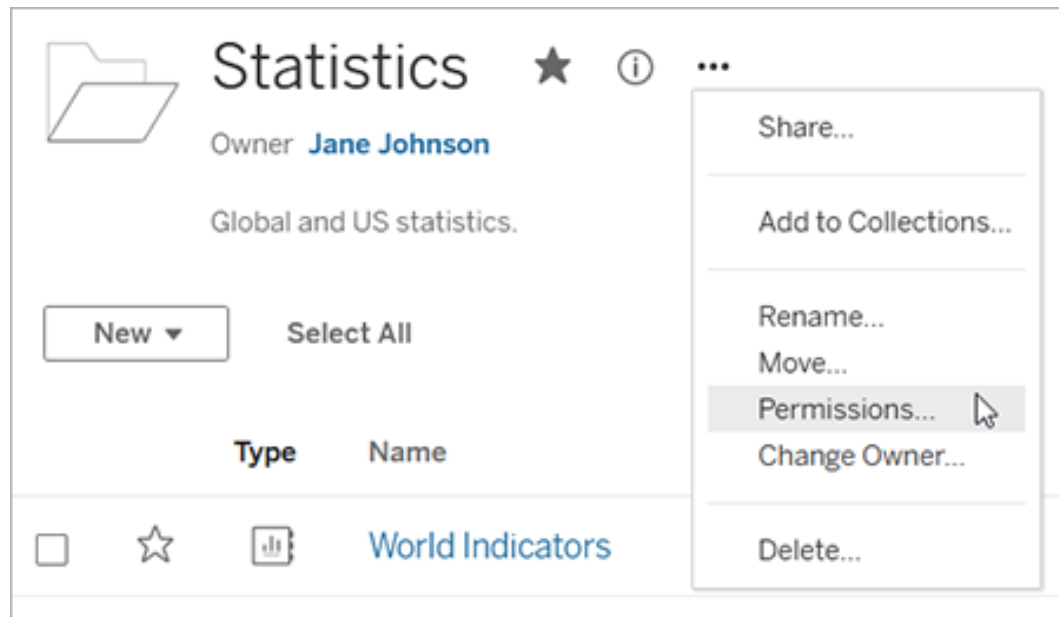 Statistics
Owner Jane Johnson
Global and US statistics.
New
Select All
Type Name
World Indicators
Share...
Add to Collections...
Rename...
Move...
Permissions...
Change Owner...
Delete...